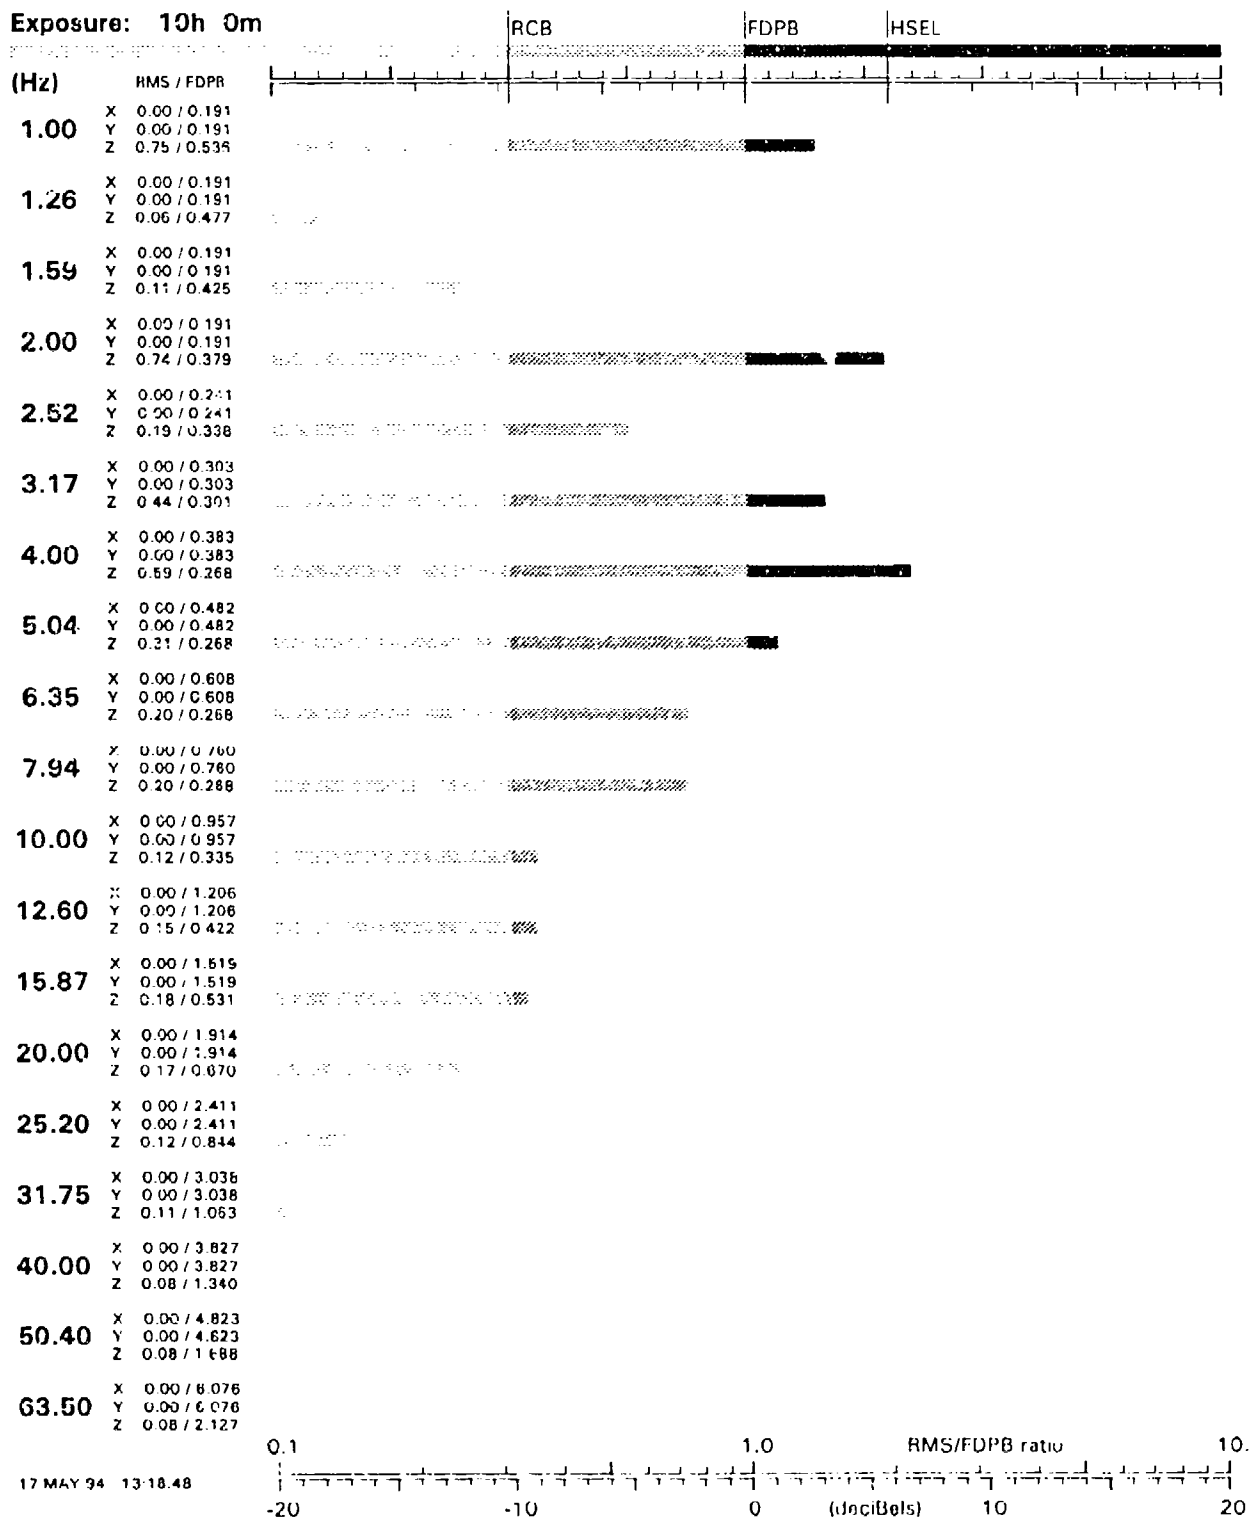 Exposure: 10h 0m
RCB FDPB HSEL
(Hz) RMS / FDPB
1.00
X 0.00 / 0.191
Y 0.00 / 0.191
Z 0.75 / 0.535
1.26
X 0.00 / 0.191
Y 0.00 / 0.191
Z 0.06 / 0.477
1.59
X 0.00 / 0.191
Y 0.00 / 0.191
Z 0.11 / 0.425
2.00
X 0.00 / 0.191
Y 0.00 / 0.191
Z 0.74 / 0.379
2.52
X 0.00 / 0.241
Y 0.00 / 0.241
Z 0.19 / 0.338
3.17
X 0.00 / 0.303
Y 0.00 / 0.303
Z 0.44 / 0.301
4.00
X 0.00 / 0.383
Y 0.00 / 0.383
Z 0.59 / 0.268
5.04
X 0.00 / 0.482
Y 0.00 / 0.482
Z 0.31 / 0.268
6.35
X 0.00 / 0.608
Y 0.00 / 0.608
Z 0.20 / 0.268
7.94
X 0.00 / 0.760
Y 0.00 / 0.760
Z 0.20 / 0.268
10.00
X 0.00 / 0.957
Y 0.00 / 0.957
Z 0.12 / 0.335
12.60
X 0.00 / 1.206
Y 0.00 / 1.206
Z 0.15 / 0.422
15.87
X 0.00 / 1.519
Y 0.00 / 1.519
Z 0.18 / 0.531
20.00
X 0.00 / 1.914
Y 0.00 / 1.914
Z 0.17 / 0.670
25.20
X 0.00 / 2.411
Y 0.00 / 2.411
Z 0.12 / 0.844
31.75
X 0.00 / 3.038
Y 0.00 / 3.038
Z 0.11 / 1.063
40.00
X 0.00 / 3.827
Y 0.00 / 3.827
Z 0.08 / 1.340
50.40
X 0.00 / 4.823
Y 0.00 / 4.823
Z 0.08 / 1.688
63.50
X 0.00 / 6.076
Y 0.00 / 6.076
Z 0.08 / 2.127
0.1 1.0 RMS/FDPB ratio 10.
17 MAY 94 13:18.48
-20 -10 0 (deciBels) 10 20